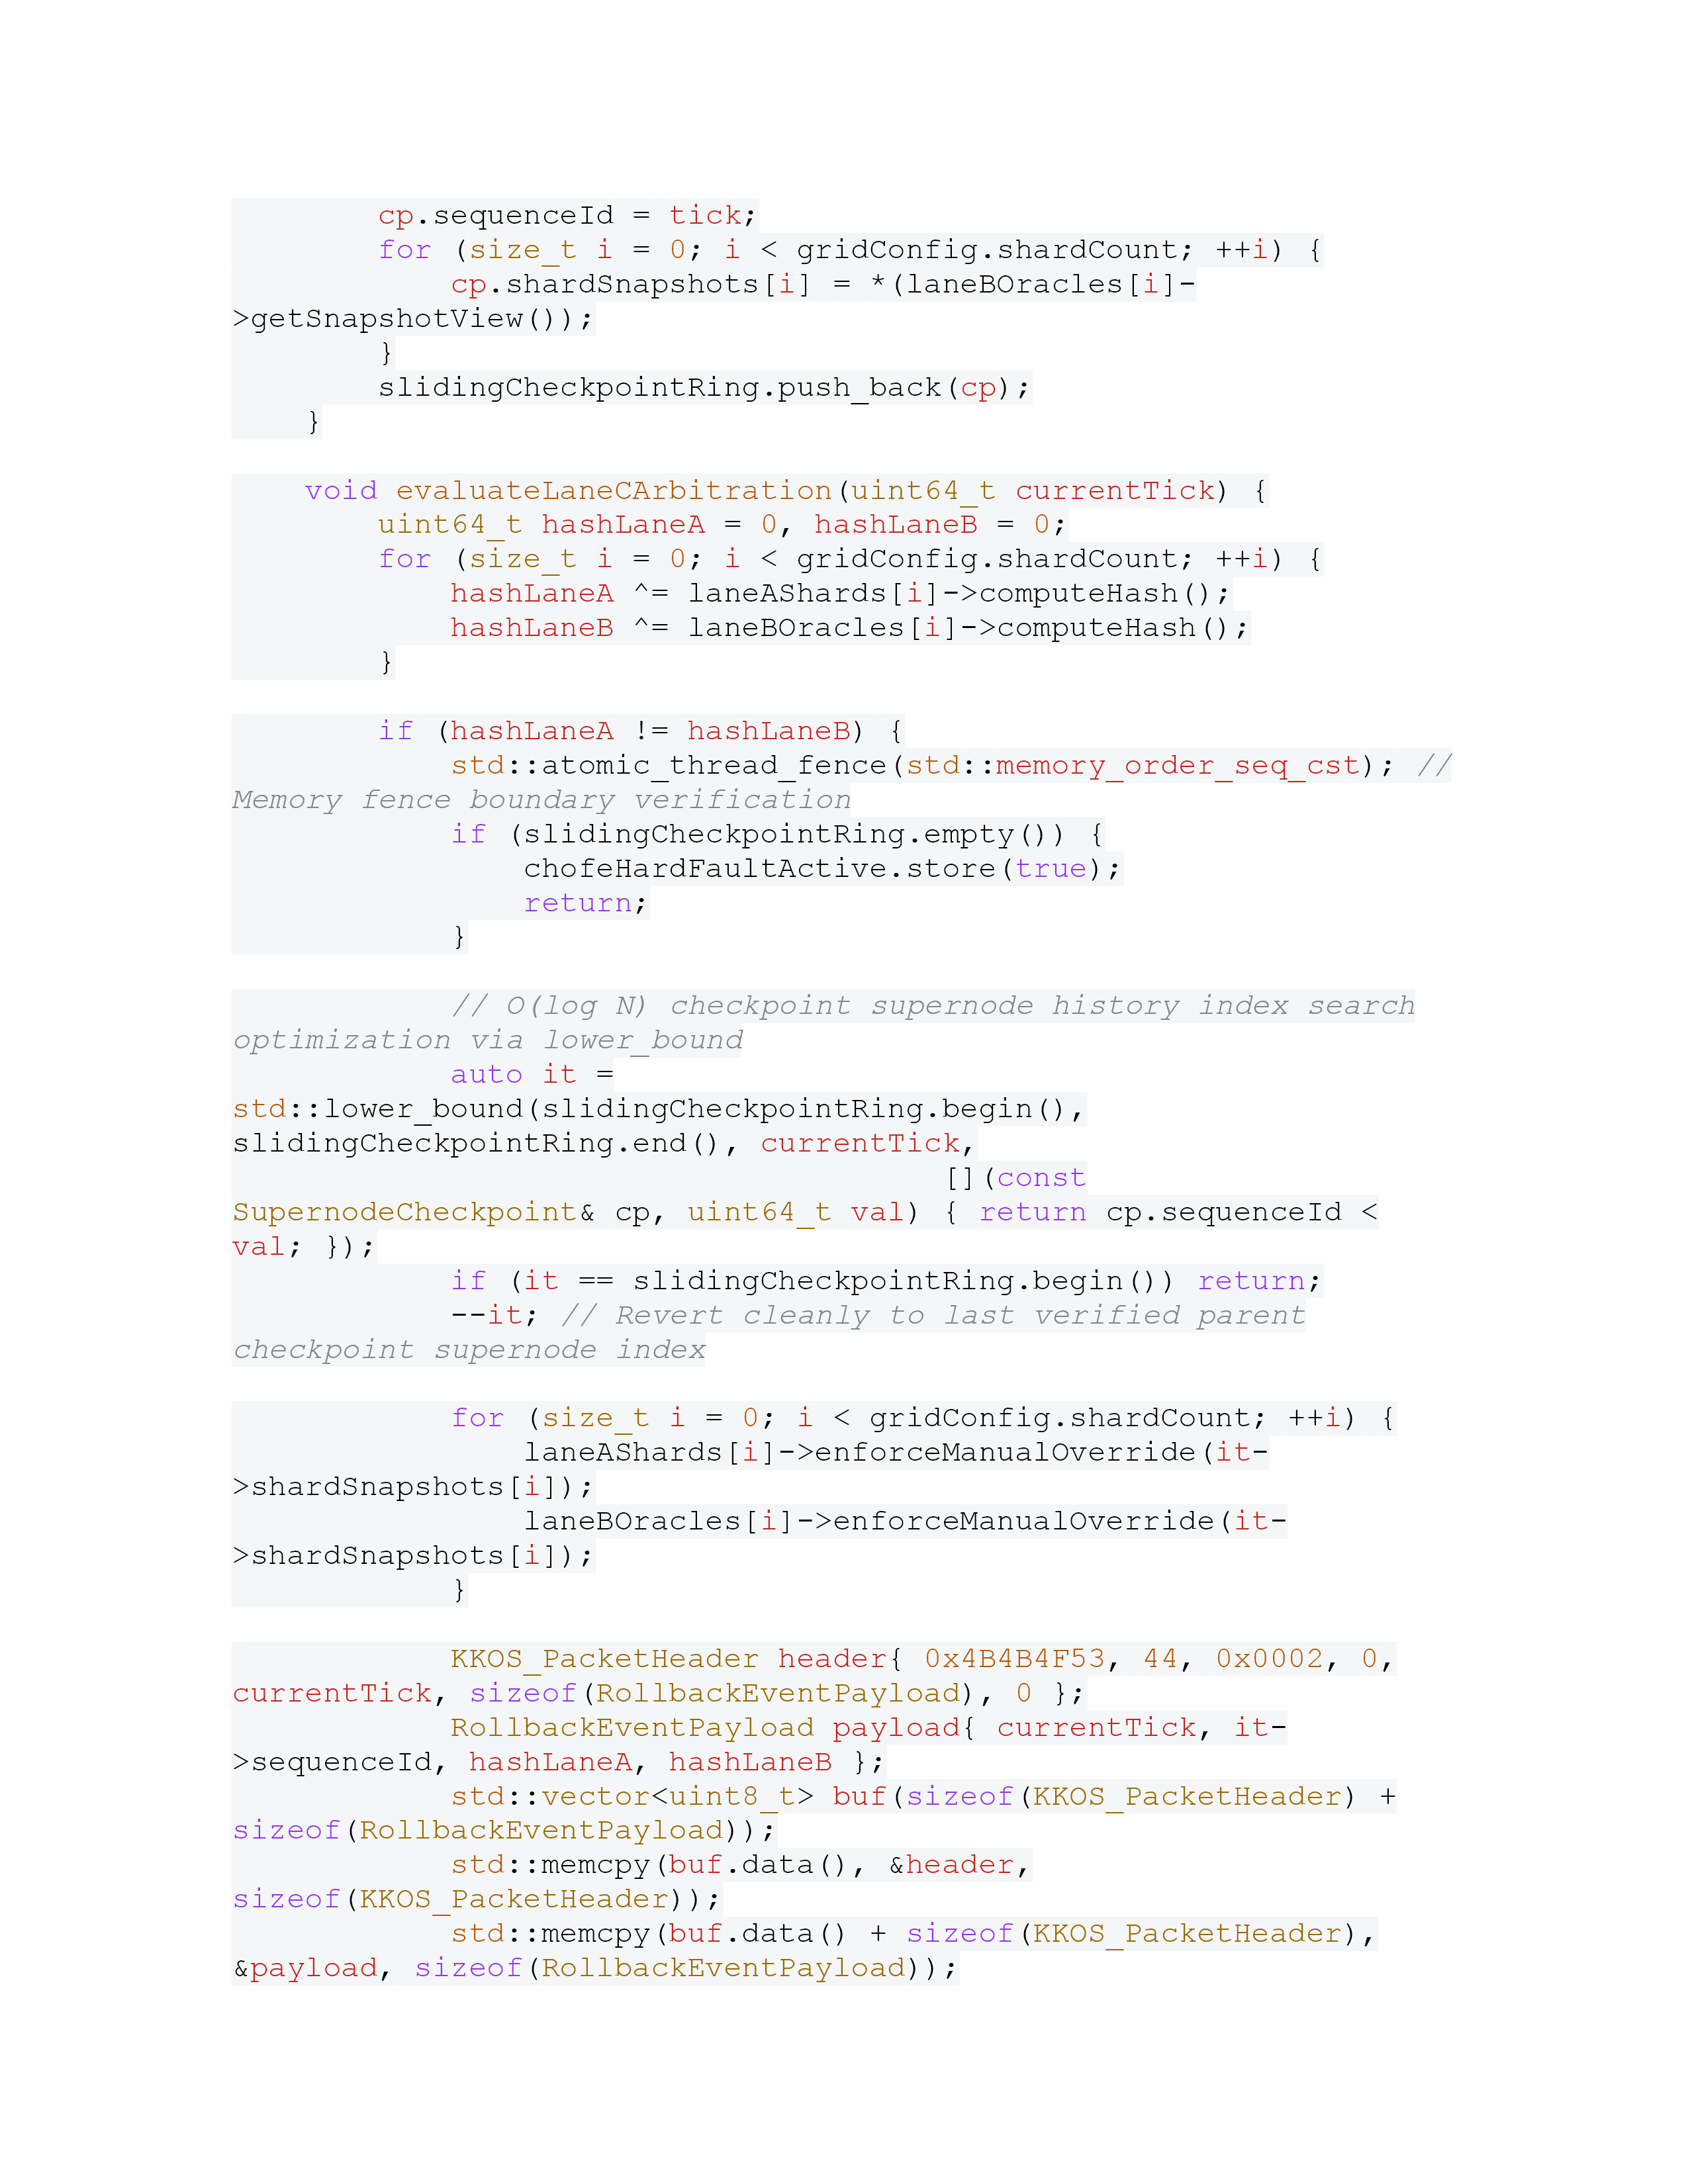 cp.sequenceId = tick;
        for (size_t i = 0; i < gridConfig.shardCount; ++i) {
            cp.shardSnapshots[i] = *(laneBOracles[i]-
>getSnapshotView());
        }
        slidingCheckpointRing.push_back(cp);
    }

    void evaluateLaneCArbitration(uint64_t currentTick) {
        uint64_t hashLaneA = 0, hashLaneB = 0;
        for (size_t i = 0; i < gridConfig.shardCount; ++i) {
            hashLaneA ^= laneAShards[i]->computeHash();
            hashLaneB ^= laneBOracles[i]->computeHash();
        }

        if (hashLaneA != hashLaneB) {
            std::atomic_thread_fence(std::memory_order_seq_cst); //
Memory fence boundary verification
            if (slidingCheckpointRing.empty()) {
                chofeHardFaultActive.store(true);
                return;
            }

            // O(log N) checkpoint supernode history index search
optimization via lower_bound
            auto it =
std::lower_bound(slidingCheckpointRing.begin(),
slidingCheckpointRing.end(), currentTick,
                                       [](const
SupernodeCheckpoint& cp, uint64_t val) { return cp.sequenceId <
val; });
            if (it == slidingCheckpointRing.begin()) return;
            --it; // Revert cleanly to last verified parent
checkpoint supernode index

            for (size_t i = 0; i < gridConfig.shardCount; ++i) {
                laneAShards[i]->enforceManualOverride(it-
>shardSnapshots[i]);
                laneBOracles[i]->enforceManualOverride(it-
>shardSnapshots[i]);
            }

            KKOS_PacketHeader header{ 0x4B4B4F53, 44, 0x0002, 0,
currentTick, sizeof(RollbackEventPayload), 0 };
            RollbackEventPayload payload{ currentTick, it-
>sequenceId, hashLaneA, hashLaneB };
            std::vector<uint8_t> buf(sizeof(KKOS_PacketHeader) +
sizeof(RollbackEventPayload));
            std::memcpy(buf.data(), &header,
sizeof(KKOS_PacketHeader));
            std::memcpy(buf.data() + sizeof(KKOS_PacketHeader),
&payload, sizeof(RollbackEventPayload));